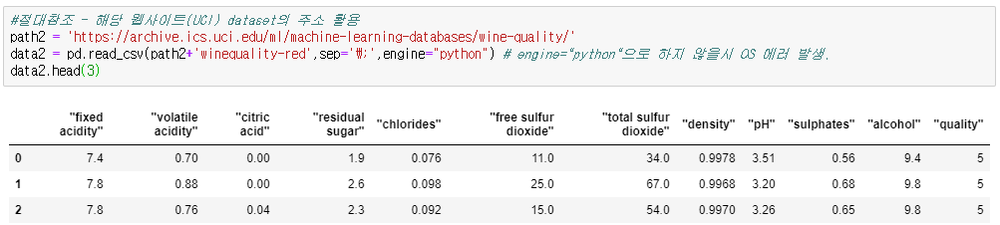 #절대참조 - 해당 웹사이트(UCI) dataset의 주소 활용
path2 = 'https://archive.ics.uci.edu/ml/machine-learning-databases/wine-quality/'
data2 = pd.read_csv(path2+'winequality-red',sep='₩;',engine="python") # engine="python"으로 하지 않을시 OS 에러 발생.
data2.head(3)
"fixed acidity" "volatile acidity" "citric acid" "residual sugar" "chlorides" "free sulfur dioxide" "total sulfur dioxide" "density" "pH" "sulphates" "alcohol" "quality"
0 7.4 0.70 0.00 1.9 0.076 11.0 34.0 0.9978 3.51 0.56 9.4 5
1 7.8 0.88 0.00 2.6 0.098 25.0 67.0 0.9968 3.20 0.68 9.8 5
2 7.8 0.76 0.04 2.3 0.092 15.0 54.0 0.9970 3.26 0.65 9.8 5